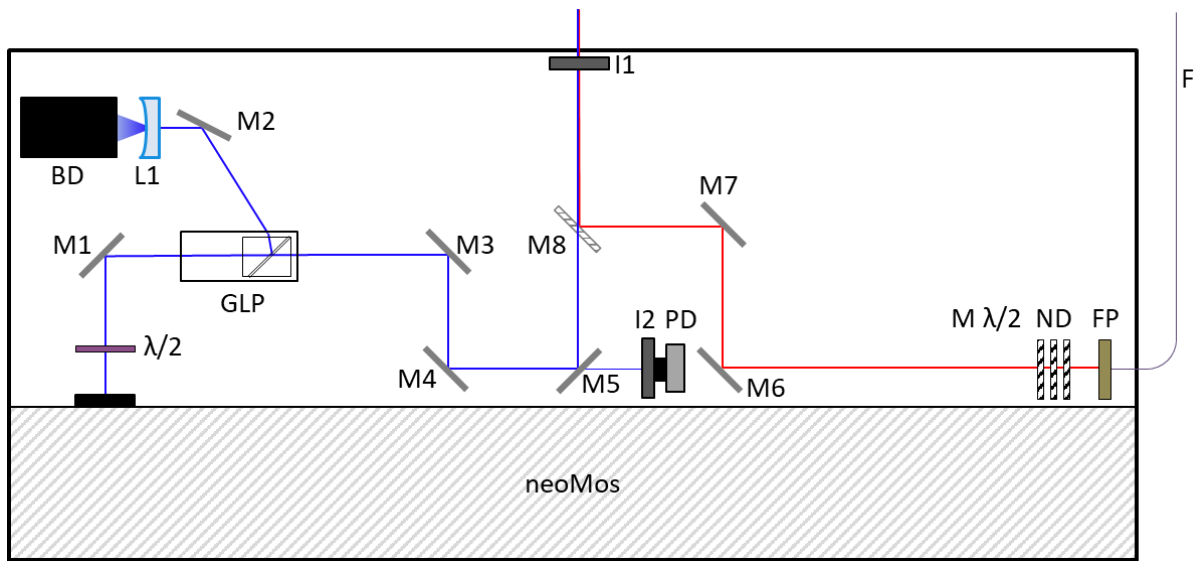 I1
F
M2
BD
L1
M7
M1
M3
M8
GLP
I2 PD
M λ/2 ND FP
λ/2
M4
M5
M6
neoMos